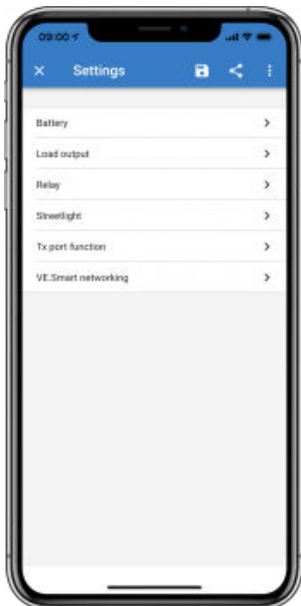 09:00
Settings
Battery
Load output
Relay
Streetlight
Tx port function
VE.Smart networking